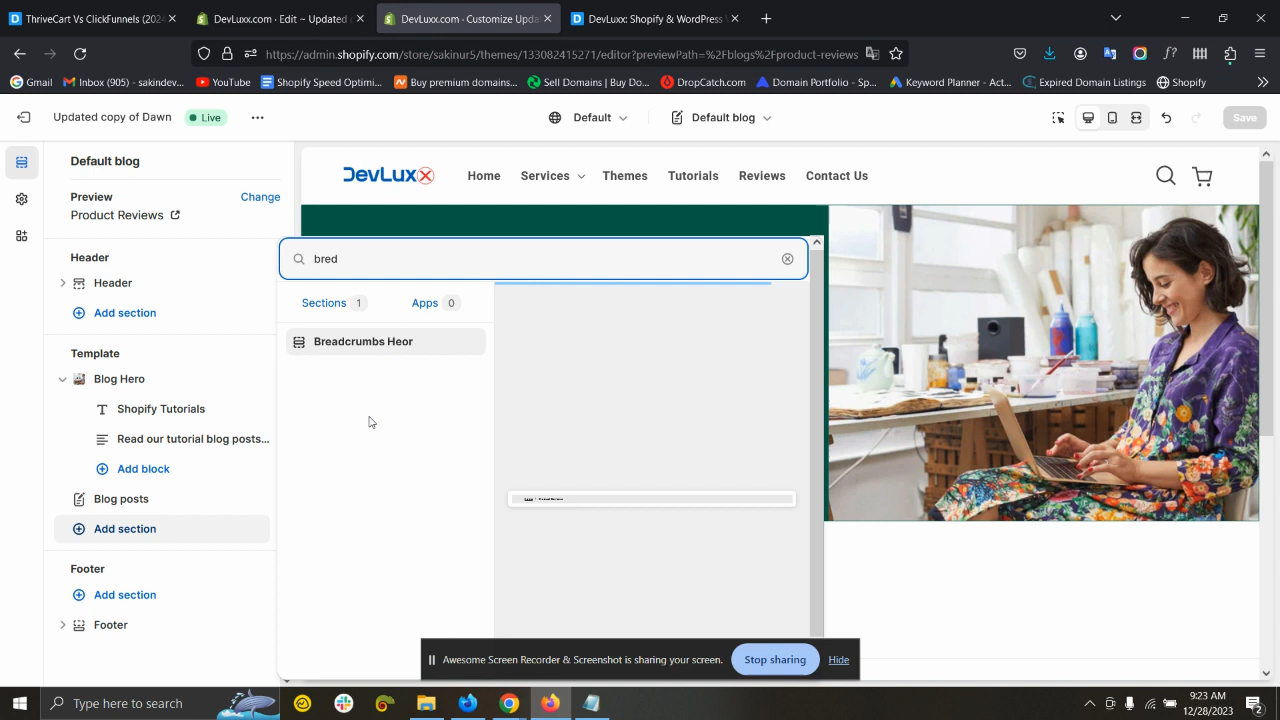 ThriveCart Vs ClickFunnels (2024
DevLuxx.com · Edit ~ Updated c
DevLuxx.com · Customize Upda
DevLuxx: Shopify & WordPress
https://admin.shopify.com/store/sakinur5/themes/133082415271/editor?previewPath=%2Fblogs%2Fproduct-reviews
Gmail
Inbox (905) - sakindev...
YouTube
Shopify Speed Optimi...
Buy premium domains...
Sell Domains | Buy Do...
DropCatch.com
Domain Portfolio - Sp...
Keyword Planner - Act...
Expired Domain Listings
Shopify
Updated copy of Dawn
Live
Default
Default blog
Save
Default blog
Preview
Change
Product Reviews
Header
Header
Add section
Template
Blog Hero
Shopify Tutorials
Read our tutorial blog posts...
Add block
Blog posts
Add section
Footer
Add section
Footer
DevLuxX
Home
Services
Themes
Tutorials
Reviews
Contact Us
bred
Sections 1
Apps 0
Breadcrumbs Heor
Awesome Screen Recorder & Screenshot is sharing your screen.
Stop sharing
Hide
Type here to search
9:23 AM
12/28/2023
2